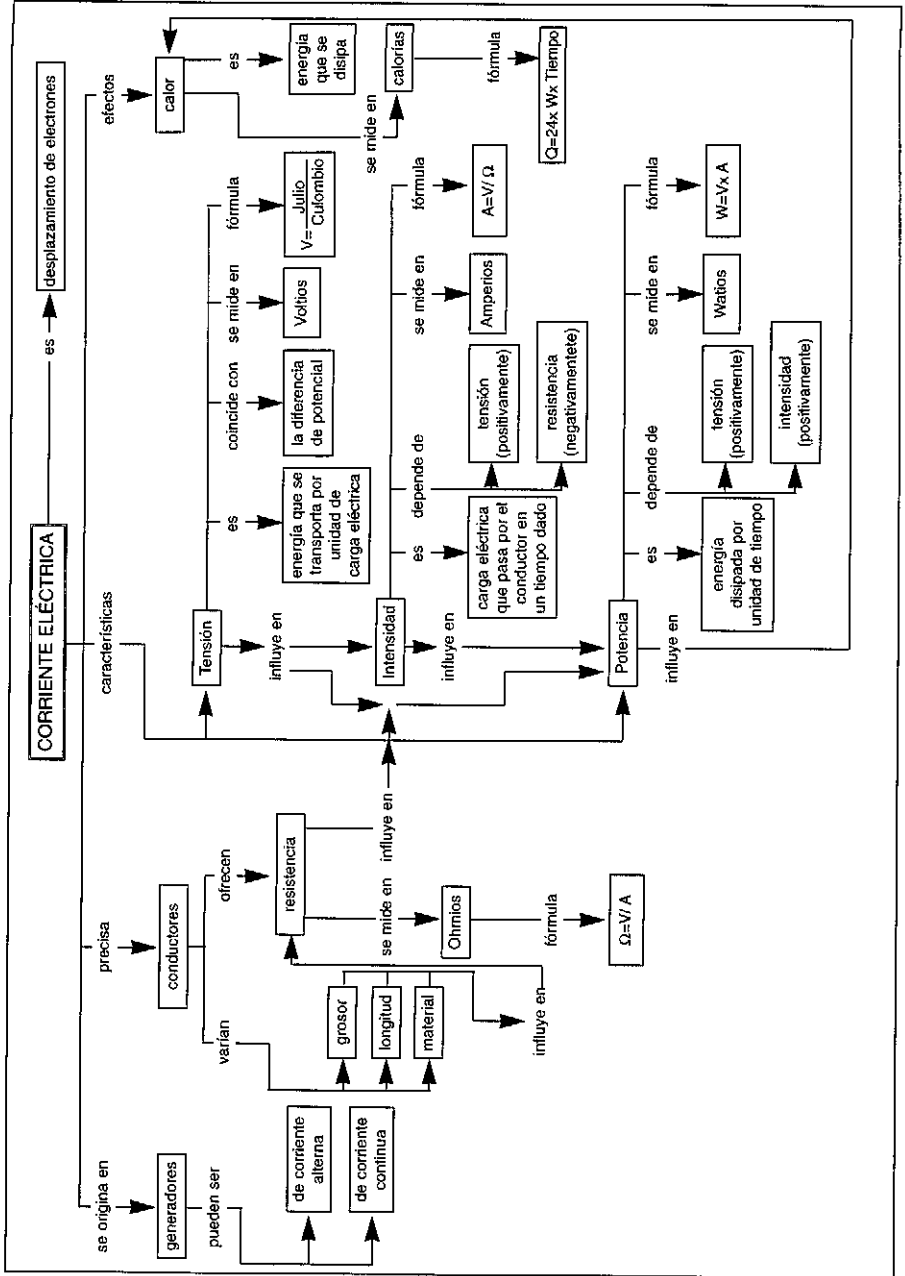 CORRIENTE ELÉCTRICA
es
desplazamiento de electrones
se origina en
precisa
características
efectos
generadores
pueden ser
de corriente
alterna
de corriente
continua
conductores
varían
ofrecen
grosor
longitud
material
influye en
resistencia
se mide en
influye en
Ohmios
fórmula
Ω=V/ A
Tensión
influye en
es
coincide con
se mide en
fórmula
energía que se
transporta por
unidad de
carga eléctrica
la diferencia
de potencial
Voltios
V= Julio
Culombio
Intensidad
influye en
es
depende de
se mide en
fórmula
carga eléctrica
que pasa por el
conductor en
un tiempo dado
tensión
(positivamente)
resistencia
(negativamentete)
Amperios
A=V/ Ω
Potencia
influye en
es
depende de
se mide en
fórmula
energía
disipada por
unidad de tiempo
tensión
(positivamente)
intensidad
(positivamente)
Watios
W=Vx A
calor
es
energía
que se
disipa
se mide en
calorías
fórmula
Q=24x Wx Tiempo